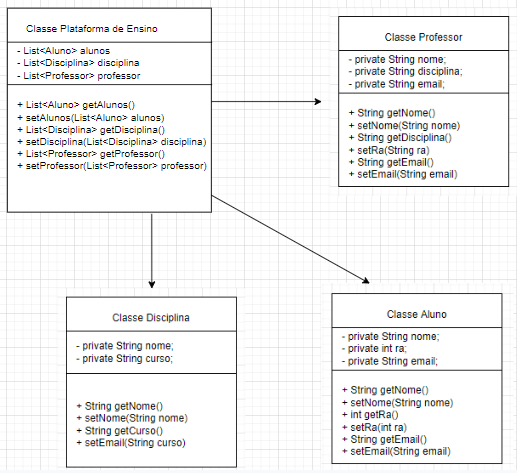 Classe Plataforma de Ensino
- List<Aluno> alunos
- List<Disciplina> disciplina
- List<Professor> professor
+ List<Aluno> getAlunos()
+ setAlunos(List<Aluno> alunos)
+ List<Disciplina> getDisciplina()
+ setDisciplina(List<Disciplina> disciplina)
+ List<Professor> getProfessor()
+ setProfessor(List<Professor> professor)
Classe Professor
- private String nome;
- private String disciplina;
- private String email;
+ String getNome()
+ setNome(String nome)
+ String getDisciplina()
+ setRa(String ra)
+ String getEmail()
+ setEmail(String email)
Classe Disciplina
- private String nome;
- private String curso;
+ String getNome()
+ setNome(String nome)
+ String getCurso()
+ setEmail(String curso)
Classe Aluno
- private String nome;
- private int ra;
- private String email;
+ String getNome()
+ setNome(String nome)
+ int getRa()
+ setRa(int ra)
+ String getEmail()
+ setEmail(String email)